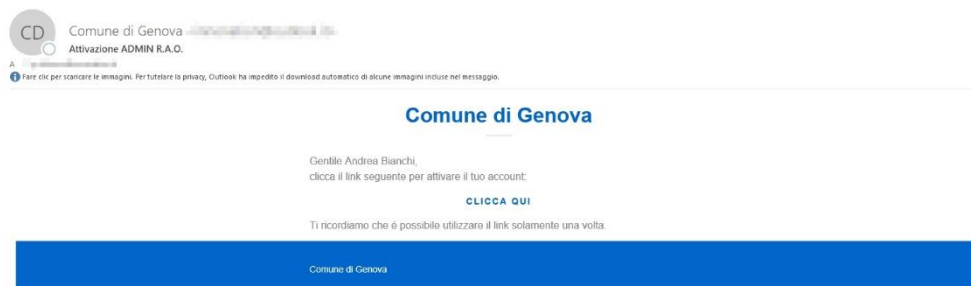 CD
Comune di Genova
Attivazione ADMIN R.A.O.
A
Fare clic per scaricare le immagini. Per tutelare la privacy, Outlook ha impedito il download automatico di alcune immagini incluse nel messaggio.
Comune di Genova
Gentile Andrea Bianchi,
clicca il link seguente per attivare il tuo account:
CLICCA QUI
Ti ricordiamo che é possibile utilizzare il link solamente una volta.
Comune di Genova